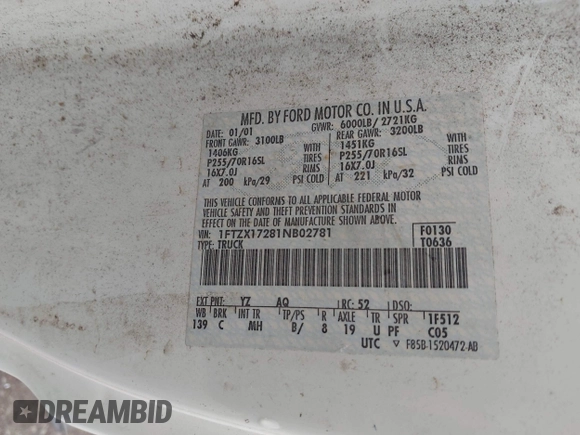 MFD. BY FORD MOTOR CO. IN U.S.A.
DATE: 01/01 GVWR: 6000LB/ 2721KG
FRONT GAWR: 3100LB REAR GAWR: 3200LB
1406KG WITH 1451KG WITH
P255/70R16SL TIRES P255/70R16SL TIRES
16X7.0J RIMS 16X7.0J RIMS
AT 200 kPa/29 PSI COLD AT 221 kPa/32 PSI COLD
THIS VEHICLE CONFORMS TO ALL APPLICABLE FEDERAL MOTOR
VEHICLE SAFETY AND THEFT PREVENTION STANDARDS IN
EFFECT ON THE DATE OF MANUFACTURE SHOWN ABOVE.
VIN: 1FTZX17281NB02781 F0130
TYPE: TRUCK T0636
EXT PNT: YZ AQ RC: 52 DSO:
WB BRK INT TR TP/PS R AXLE TR SPR 1F512
139 C MH B/ 8 19 U PF C05
UTC ▽ F85B-1520472-AB
DREAMBID